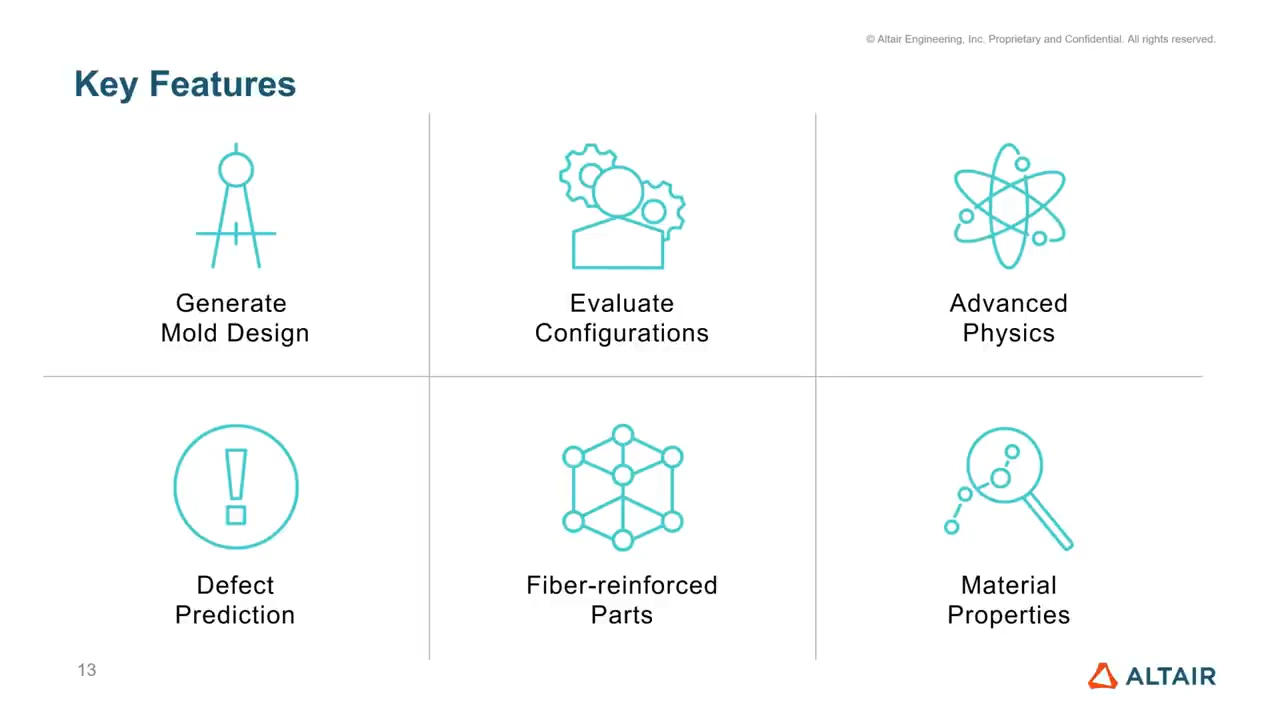 © Altair Engineering, Inc. Proprietary and Confidential. All rights reserved.
Key Features
Generate
Mold Design
Evaluate
Configurations
Advanced
Physics
Defect
Prediction
Fiber-reinforced
Parts
Material
Properties
13
ALTAIR